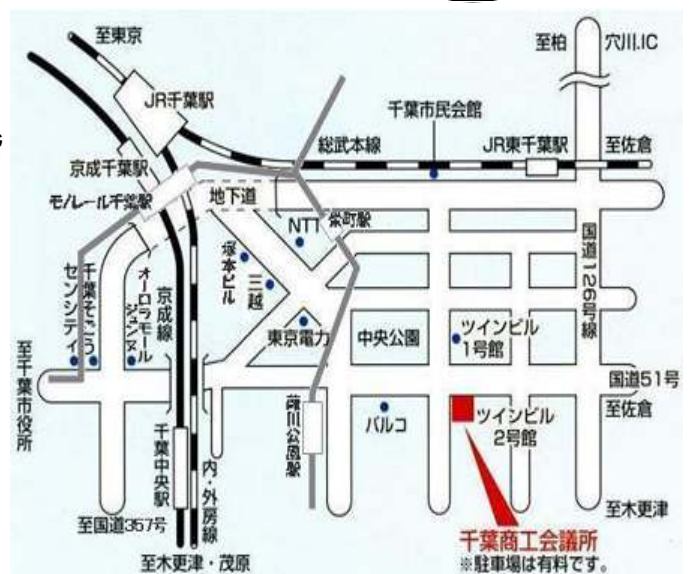 至東京
至柏
穴川.IC
JR千葉駅
千葉市民会館
総武本線
JR東千葉駅
至佐倉
京成千葉駅
モノレール千葉駅
地下道
NTT
栄町駅
国道126号線
塚本ビル
三越
千葉そごう
センシティ
オーロラモール
ジュンヌ
京成線
東京電力
中央公園
ツインビル
1号館
国道51号
至佐倉
至千葉市役所
葭川公園駅
パルコ
ツインビル
2号館
千葉中央駅
内・外房線
至国道357号
至木更津
千葉商工会議所
至木更津・茂原
※駐車場は有料です。